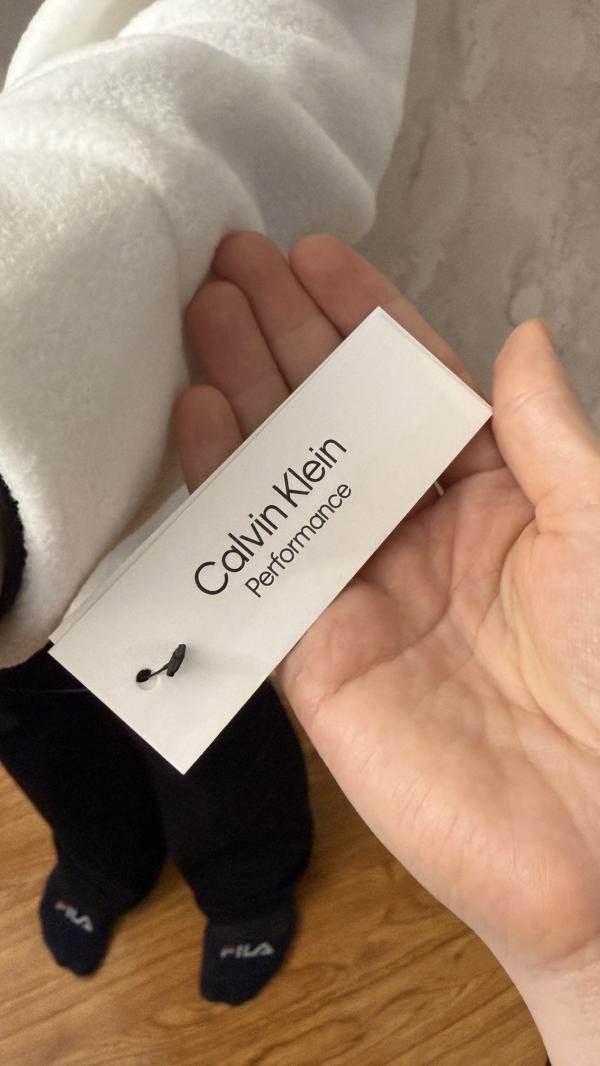 Calvin Klein
Performance
FILA
FILA